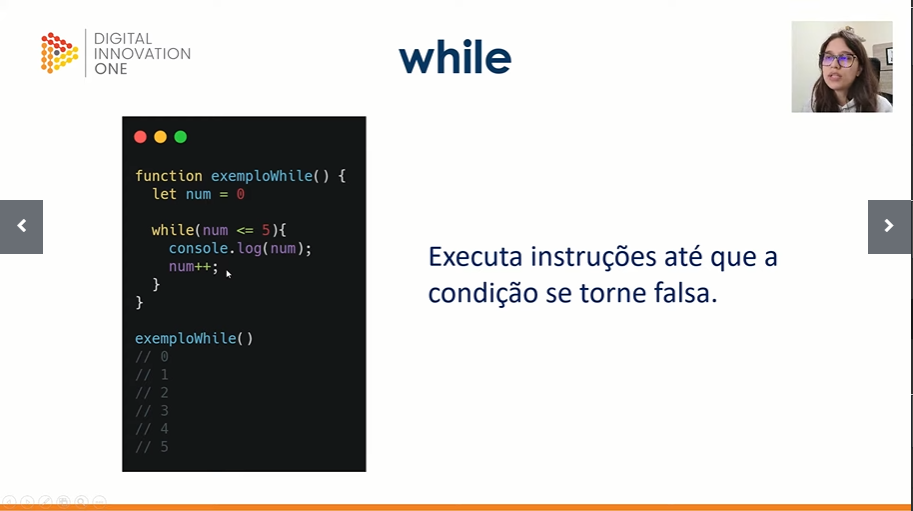 DIGITAL
INNOVATION
ONE
while
function exemploWhile() {
let num = 0
while(num <= 5){
console.log(num);
num++;
}
}
exemploWhile()
// 0
// 1
// 2
// 3
// 4
// 5
Executa instruções até que a
condição se torne falsa.